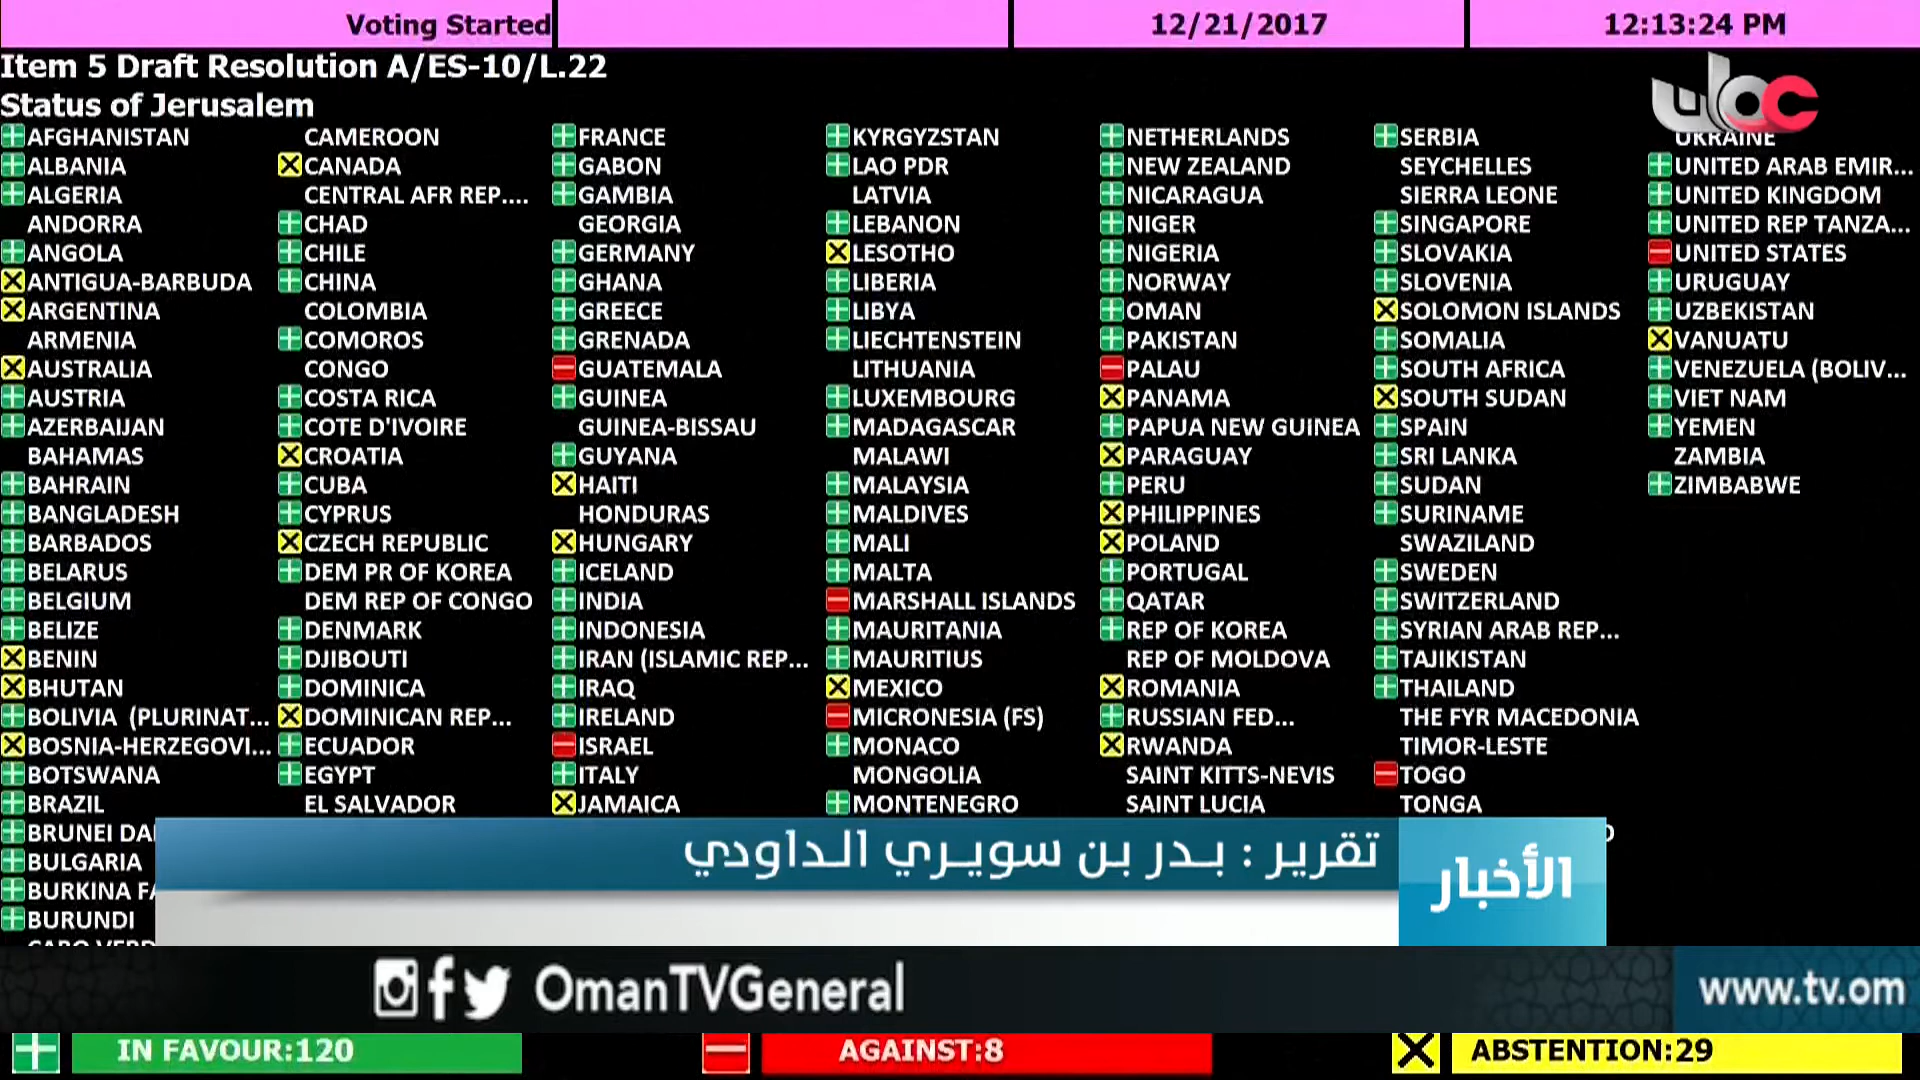 Voting Started 12/21/2017 12:13:24 PM
Item 5 Draft Resolution A/ES-10/L.22
Status of Jerusalem
AFGHANISTAN
ALBANIA
ALGERIA
ANDORRA
ANGOLA
ANTIGUA-BARBUDA
ARGENTINA
ARMENIA
AUSTRALIA
AUSTRIA
AZERBAIJAN
BAHAMAS
BAHRAIN
BANGLADESH
BARBADOS
BELARUS
BELGIUM
BELIZE
BENIN
BHUTAN
BOLIVIA (PLURINAT...
BOSNIA-HERZEGOVI...
BOTSWANA
BRAZIL
BRUNEI
BULGARIA
BURKINA
BURUNDI
CAMEROON
CANADA
CENTRAL AFR REP....
CHAD
CHILE
CHINA
COLOMBIA
COMOROS
CONGO
COSTA RICA
COTE D'IVOIRE
CROATIA
CUBA
CYPRUS
CZECH REPUBLIC
DEM PR OF KOREA
DEM REP OF CONGO
DENMARK
DJIBOUTI
DOMINICA
DOMINICAN REP...
ECUADOR
EGYPT
EL SALVADOR
FRANCE
GABON
GAMBIA
GEORGIA
GERMANY
GHANA
GREECE
GRENADA
GUATEMALA
GUINEA
GUINEA-BISSAU
GUYANA
HAITI
HONDURAS
HUNGARY
ICELAND
INDIA
INDONESIA
IRAN (ISLAMIC REP...
IRAQ
IRELAND
ISRAEL
ITALY
JAMAICA
KYRGYZSTAN
LAO PDR
LATVIA
LEBANON
LESOTHO
LIBERIA
LIBYA
LIECHTENSTEIN
LITHUANIA
LUXEMBOURG
MADAGASCAR
MALAWI
MALAYSIA
MALDIVES
MALI
MALTA
MARSHALL ISLANDS
MAURITANIA
MAURITIUS
MEXICO
MICRONESIA (FS)
MONACO
MONGOLIA
MONTENEGRO
NETHERLANDS
NEW ZEALAND
NICARAGUA
NIGER
NIGERIA
NORWAY
OMAN
PAKISTAN
PALAU
PANAMA
PAPUA NEW GUINEA
PARAGUAY
PERU
PHILIPPINES
POLAND
PORTUGAL
QATAR
REP OF KOREA
REP OF MOLDOVA
ROMANIA
RUSSIAN FED...
RWANDA
SAINT KITTS-NEVIS
SAINT LUCIA
SERBIA
SEYCHELLES
SIERRA LEONE
SINGAPORE
SLOVAKIA
SLOVENIA
SOLOMON ISLANDS
SOMALIA
SOUTH AFRICA
SOUTH SUDAN
SPAIN
SRI LANKA
SUDAN
SURINAME
SWAZILAND
SWEDEN
SWITZERLAND
SYRIAN ARAB REP...
TAJIKISTAN
THAILAND
THE FYR MACEDONIA
TIMOR-LESTE
TOGO
TONGA
UKRAINE
UNITED ARAB EMIR...
UNITED KINGDOM
UNITED REP TANZA...
UNITED STATES
URUGUAY
UZBEKISTAN
VANUATU
VENEZUELA (BOLIV...
VIET NAM
YEMEN
ZAMBIA
ZIMBABWE
تقرير : بدر بن سويري الداودي
الأخبار
OmanTVGeneral
www.tv.om
IN FAVOUR:120 AGAINST:8 ABSTENTION:29